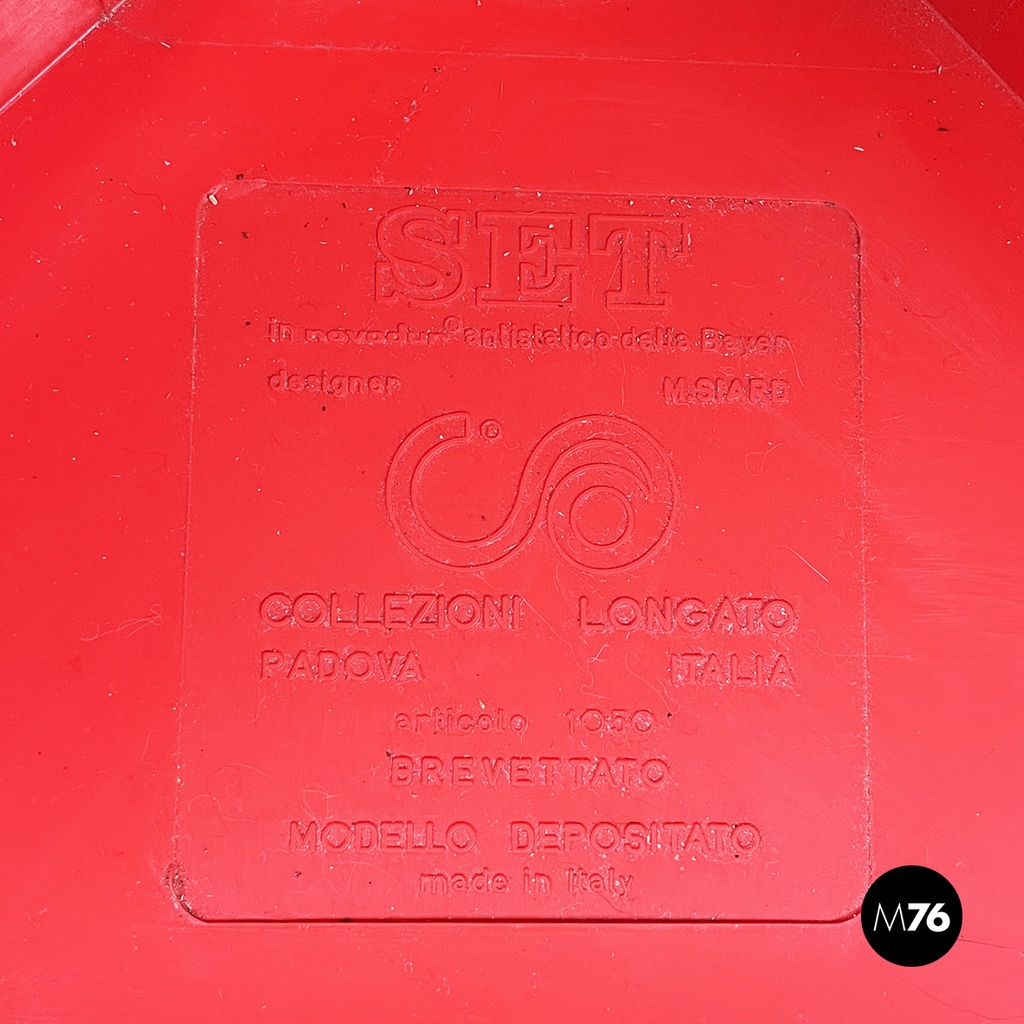 SET
in novodur® antistatico della Bayer
designer M.SIARD
®
COLLEZIONI LONGATO
PADOVA ITALIA
articolo 1050
BREVETTATO
MODELLO DEPOSITATO
made in Italy
M76